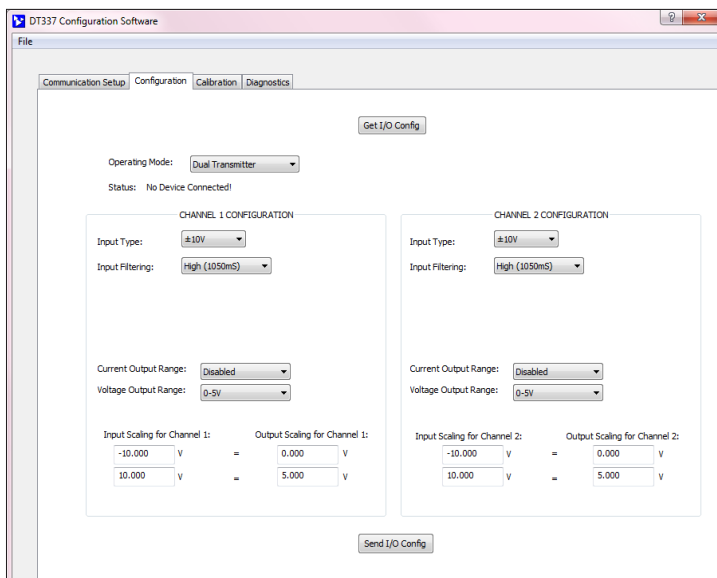 DT337 Configuration Software
File
Communication Setup Configuration Calibration Diagnostics
Get I/O Config
Operating Mode: Dual Transmitter
Status: No Device Connected!
CHANNEL 1 CONFIGURATION
Input Type: ±10V
Input Filtering: High (1050mS)
Current Output Range: Disabled
Voltage Output Range: 0-5V
Input Scaling for Channel 1: Output Scaling for Channel 1:
-10.000 V = 0.000 V
10.000 V = 5.000 V
CHANNEL 2 CONFIGURATION
Input Type: ±10V
Input Filtering: High (1050mS)
Current Output Range: Disabled
Voltage Output Range: 0-5V
Input Scaling for Channel 2: Output Scaling for Channel 2:
-10.000 V = 0.000 V
10.000 V = 5.000 V
Send I/O Config